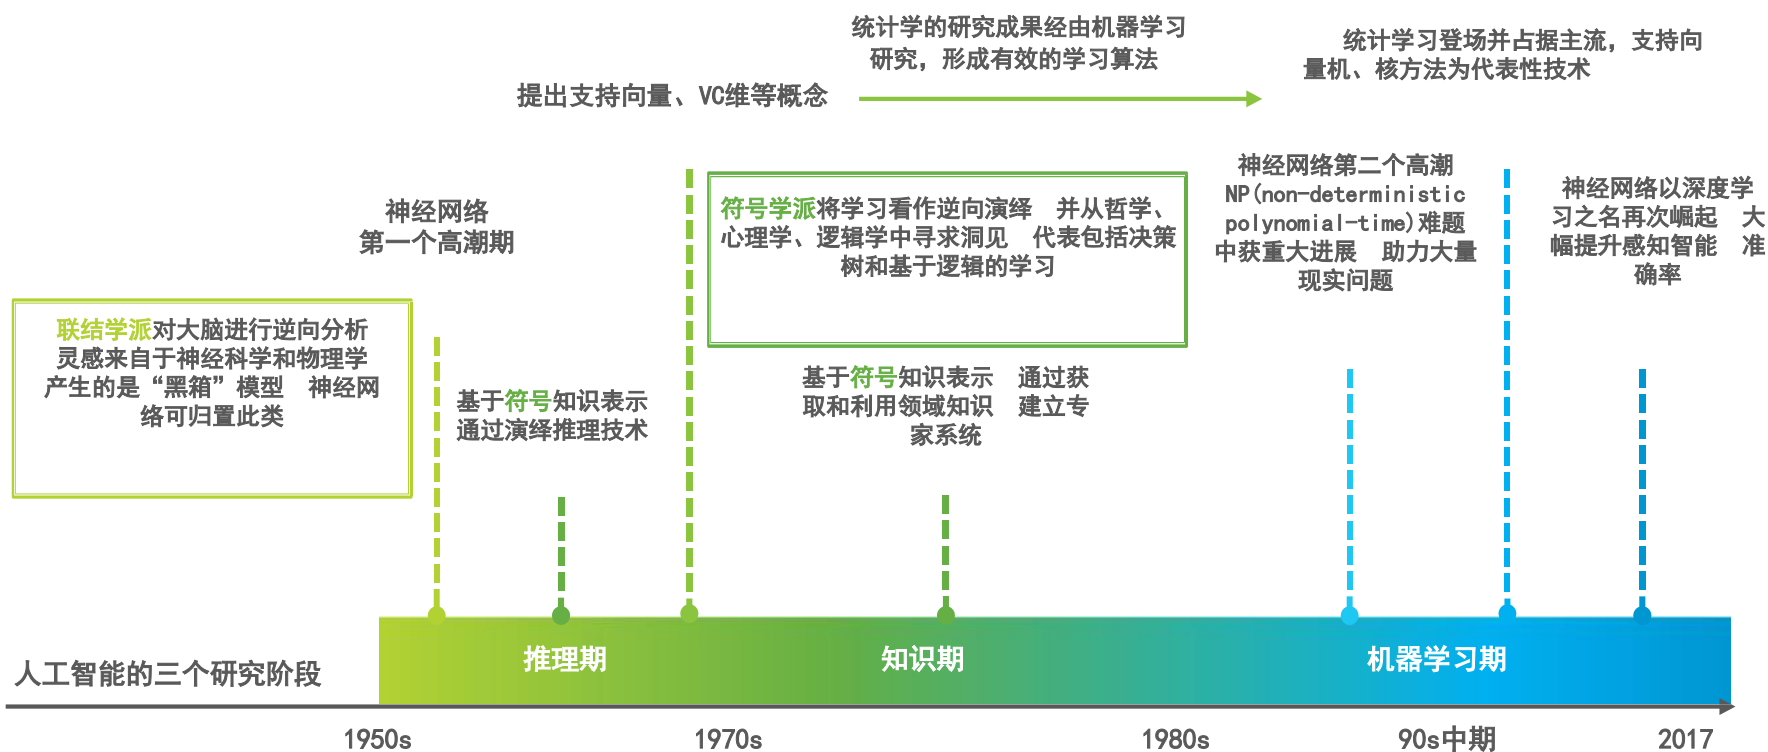 统计学的研究成果经由机器学习
研究，形成有效的学习算法
统计学习登场并占据主流，支持向
量机、核方法为代表性技术
提出支持向量、VC维等概念
神经网络
第一个高潮期
符号学派将学习看作逆向演绎　并从哲学、
心理学、逻辑学中寻求洞见　代表包括决策
树和基于逻辑的学习
神经网络第二个高潮
NP(non-deterministic
polynomial-time)难题
中获重大进展　助力大量
现实问题
神经网络以深度学
习之名再次崛起　大
幅提升感知智能　准
确率
联结学派对大脑进行逆向分析
灵感来自于神经科学和物理学
产生的是“黑箱”模型　神经网
络可归置此类
基于符号知识表示
通过演绎推理技术
基于符号知识表示　通过获
取和利用领域知识　建立专
家系统
人工智能的三个研究阶段
推理期
知识期
机器学习期
1950s
1970s
1980s
90s中期
2017